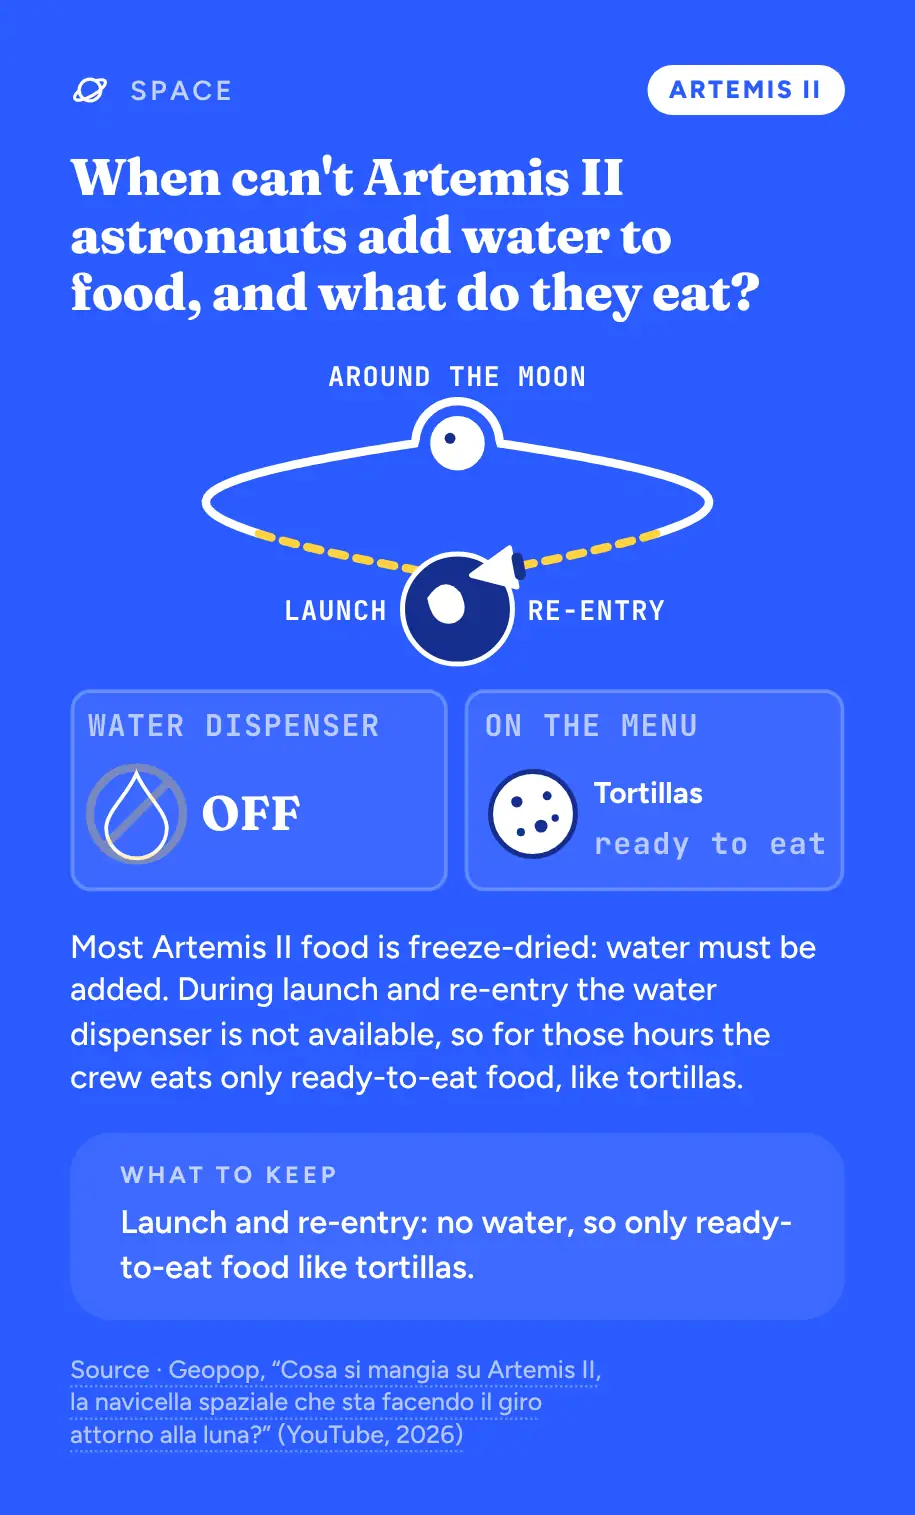 SPACE
ARTEMIS II
When can't Artemis II
astronauts add water to
food, and what do they eat?
AROUND THE MOON
LAUNCH
RE-ENTRY
WATER DISPENSER
OFF
ON THE MENU
Tortillas
ready to eat
Most Artemis II food is freeze-dried: water must be
added. During launch and re-entry the water
dispenser is not available, so for those hours the
crew eats only ready-to-eat food, like tortillas.
WHAT TO KEEP
Launch and re-entry: no water, so only ready-
to-eat food like tortillas.
Source · Geopop, “Cosa si mangia su Artemis II,
la navicella spaziale che sta facendo il giro
attorno alla luna?” (YouTube, 2026)